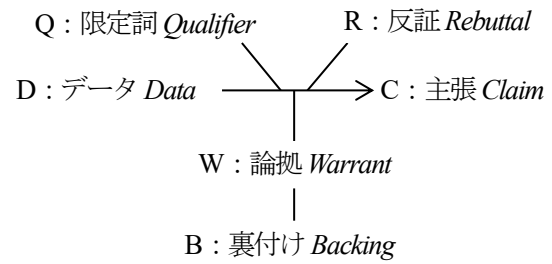 Q：限定詞 Qualifier
R：反証 Rebuttal
D：データ Data
C：主張 Claim
W：論拠 Warrant
B：裏付け Backing